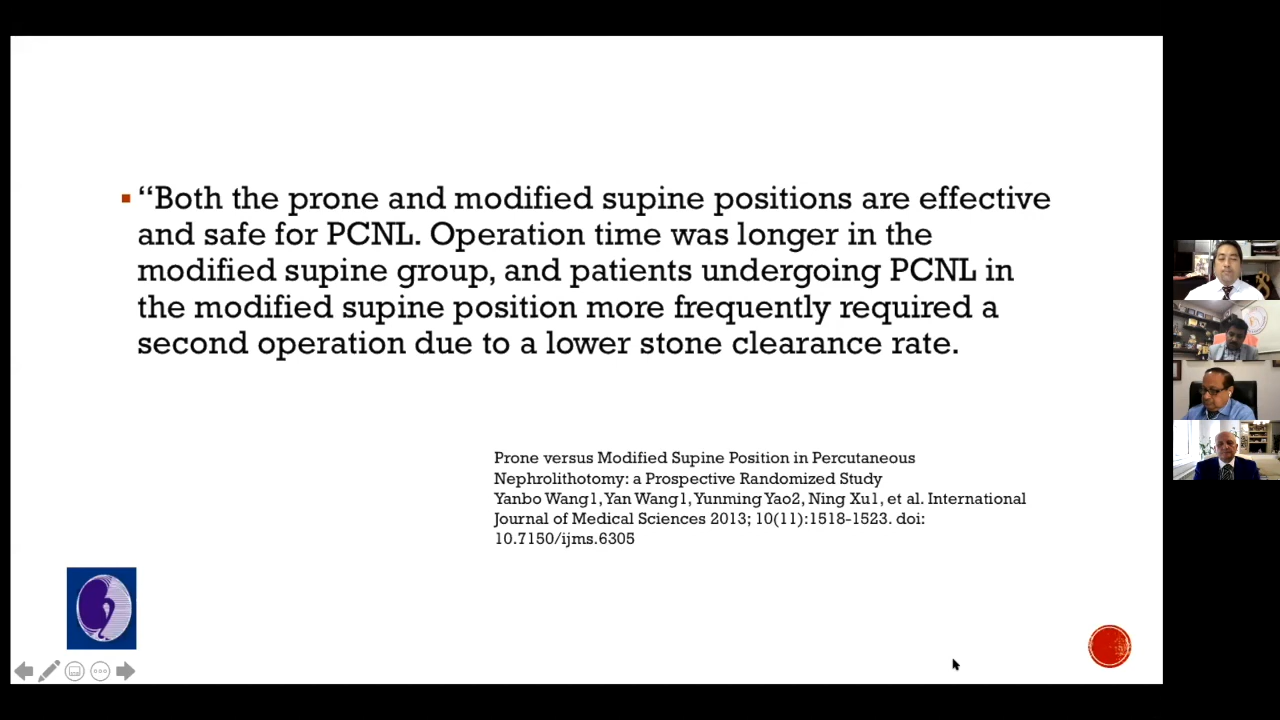 “Both the prone and modified supine positions are effective
and safe for PCNL. Operation time was longer in the
modified supine group, and patients undergoing PCNL in
the modified supine position more frequently required a
second operation due to a lower stone clearance rate.
Prone versus Modified Supine Position in Percutaneous
Nephrolithotomy: a Prospective Randomized Study
Yanbo Wang1, Yan Wang1, Yunming Yao2, Ning Xu1, et al. International
Journal of Medical Sciences 2013; 10(11):1518-1523. doi:
10.7150/ijms.6305